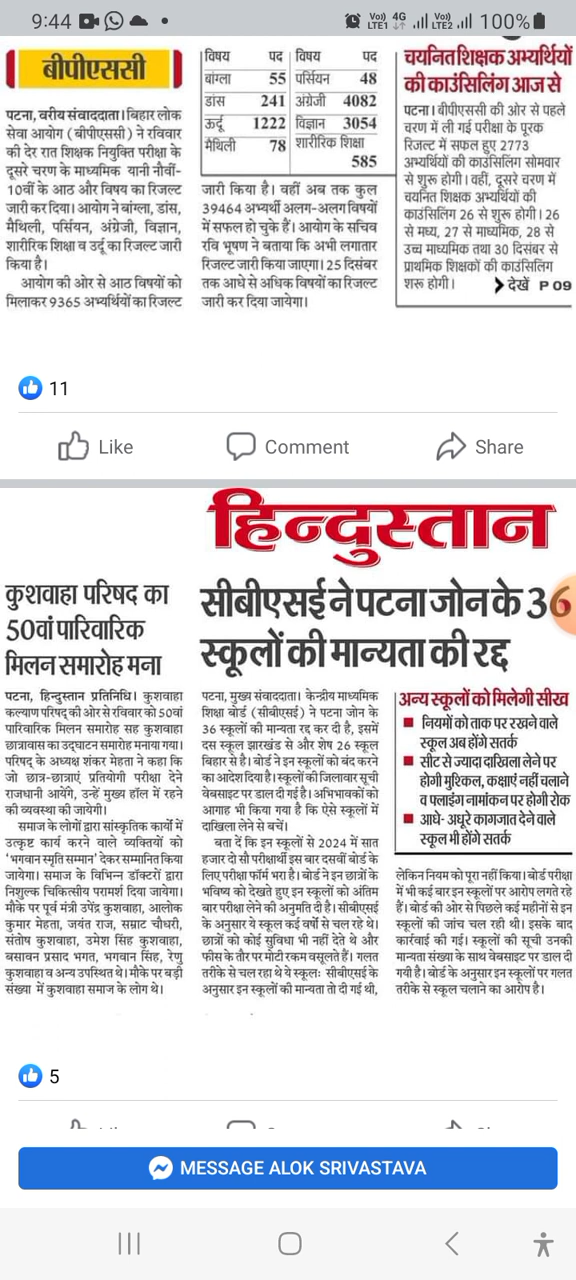 9:44
Vo)) 4G Vo))
LTE1 LTE2 100%
बीपीएससी
पटना, वरीय संवाददाता। बिहार लोक
सेवा आयोग (बीपीएससी) ने रविवार
की देर रात शिक्षक नियुक्ति परीक्षा के
दूसरे चरण के माध्यमिक यानी नौवीं-
10वीं के आठ और विषय का रिजल्ट
जारी कर दिया। आयोग ने बांग्ला, डांस,
मैथिली, पर्सियन, अंग्रेजी, विज्ञान,
शारीरिक शिक्षा व उर्दू का रिजल्ट जारी
किया है।
आयोग की ओर से आठ विषयों को
मिलाकर 9365 अभ्यर्थियों का रिजल्ट
विषय पद विषय पद
बांग्ला 55 पर्सियन 48
डांस 241 अंग्रेजी 4082
ऊर्दू 1222 विज्ञान 3054
मैथिली 78 शारीरिक शिक्षा
585
जारी किया है। वहीं अब तक कुल
39464 अभ्यर्थी अलग-अलग विषयों
में सफल हो चुके हैं। आयोग के सचिव
रवि भूषण ने बताया कि अभी लगातार
रिजल्ट जारी किया जाएगा। 25 दिसंबर
तक आधे से अधिक विषयों का रिजल्ट
जारी कर दिया जायेगा।
चयनित शिक्षक अभ्यर्थियों
की काउंसिलिंग आज से
पटना। बीपीएससी की ओर से पहले
चरण में ली गई परीक्षा के पूरक
रिजल्ट में सफल हुए 2773
अभ्यर्थियों की काउंसिलिंग सोमवार
से शुरू होगी। वहीं, दूसरे चरण में
चयनित शिक्षक अभ्यर्थियों की
काउंसिलिंग 26 से शुरू होगी। 26
से मध्य, 27 से माध्यमिक, 28 से
उच्च माध्यमिक तथा 30 दिसंबर से
प्राथमिक शिक्षकों की काउंसिलिंग
शुरू होगी। देखें P 09
11
Like Comment Share
हिन्दुस्तान
कुशवाहा परिषद का
50वां पारिवारिक
मिलन समारोह मना
पटना, हिन्दुस्तान प्रतिनिधि। कुशवाहा
कल्याण परिषद् की ओर से रविवार को 50वां
पारिवारिक मिलन समारोह सह कुशवाहा
छात्रावास का उद्घाटन समारोह मनाया गया।
परिषद् के अध्यक्ष शंकर मेहता ने कहा कि
जो छात्र-छात्राएं प्रतियोगी परीक्षा देने
राजधानी आयेंगे, उन्हें मुख्य हॉल में रहने
की व्यवस्था की जायेगी।
समाज के लोगों द्वारा सांस्कृतिक कार्यो में
उत्कृष्ट कार्य करने वाले व्यक्तियों को
'भगवान स्मृति सम्मान' देकर सम्मानित किया
जायेगा। समाज के विभिन्न डॉक्टरों द्वारा
निशुल्क चिकित्सीय परामर्श दिया जायेगा।
मौके पर पूर्व मंत्री उपेंद्र कुशवाहा, आलोक
कुमार मेहता, जयंत राज, सम्राट चौधरी,
संतोष कुशवाहा, उमेश सिंह कुशवाहा,
बसावन प्रसाद भगत, भगवान सिंह, रेणु
कुशवाहा व अन्य उपस्थित थे। मौके पर बड़ी
संख्या में कुशवाहा समाज के लोग थे।
सीबीएसई ने पटना जोन के 36
स्कूलों की मान्यता की रद्द
पटना, मुख्य संवाददाता। केन्द्रीय माध्यमिक
शिक्षा बोर्ड (सीबीएसई) ने पटना जोन के
36 स्कूलों की मान्यता रद्द कर दी है, इसमें
दस स्कूल झारखंड से और शेष 26 स्कूल
बिहार से है। बोर्ड ने इन स्कूलों को बंद करने
का आदेश दिया है। स्कूलों की जिलावार सूची
वेबसाइट पर डाल दी गई है। अभिभावकों को
आगाह भी किया गया है कि ऐसे स्कूलों में
दाखिला लेने से बचें।
बता दें कि इन स्कूलों से 2024 में सात
हजार दो सौ परीक्षार्थी इस बार दसवीं बोर्ड के
लिए परीक्षा फॉर्म भरा है। बोर्ड ने इन छात्रों के
भविष्य को देखते हुए इन स्कूलों को अंतिम
बार परीक्षा लेने की अनुमति दी है। सीबीएसई
के अनुसार ये स्कूल कई वर्षो से चल रहे थे।
छात्रों को कोई सुविधा भी नहीं देते थे और
फीस के तौर पर मोटी रकम वसूलते हैं। गलत
तरीके से चल रहा थे ये स्कूलः सीबीएसई के
अनुसार इन स्कूलों की मान्यता तो दी गई थी,
अन्य स्कूलों को मिलेगी सीख
नियमों को ताक पर रखने वाले
स्कूल अब होंगे सतर्क
सीट से ज्यादा दाखिला लेने पर
होगी मुश्किल, कक्षाएं नहीं चलाने
व फ्लाइंग नामांकन पर होगी रोक
आधे- अधूरे कागजात देने वाले
स्कूल भी होंगे सतर्क
लेकिन नियम को पूरा नहीं किया। बोर्ड परीक्षा
में भी कई बार इन स्कूलों पर आरोप लगते रहे
हैं। बोर्ड की ओर से पिछले कई महीनों से इन
स्कूलों की जांच चल रही थी। इसके बाद
कार्रवाई की गई। स्कूलों की सूची उनकी
मान्यता संख्या के साथ वेबसाइट पर डाल दी
गयी है। बोर्ड के अनुसार इन स्कूलों पर गलत
तरीके से स्कूल चलाने का आरोप है।
5
MESSAGE ALOK SRIVASTAVA